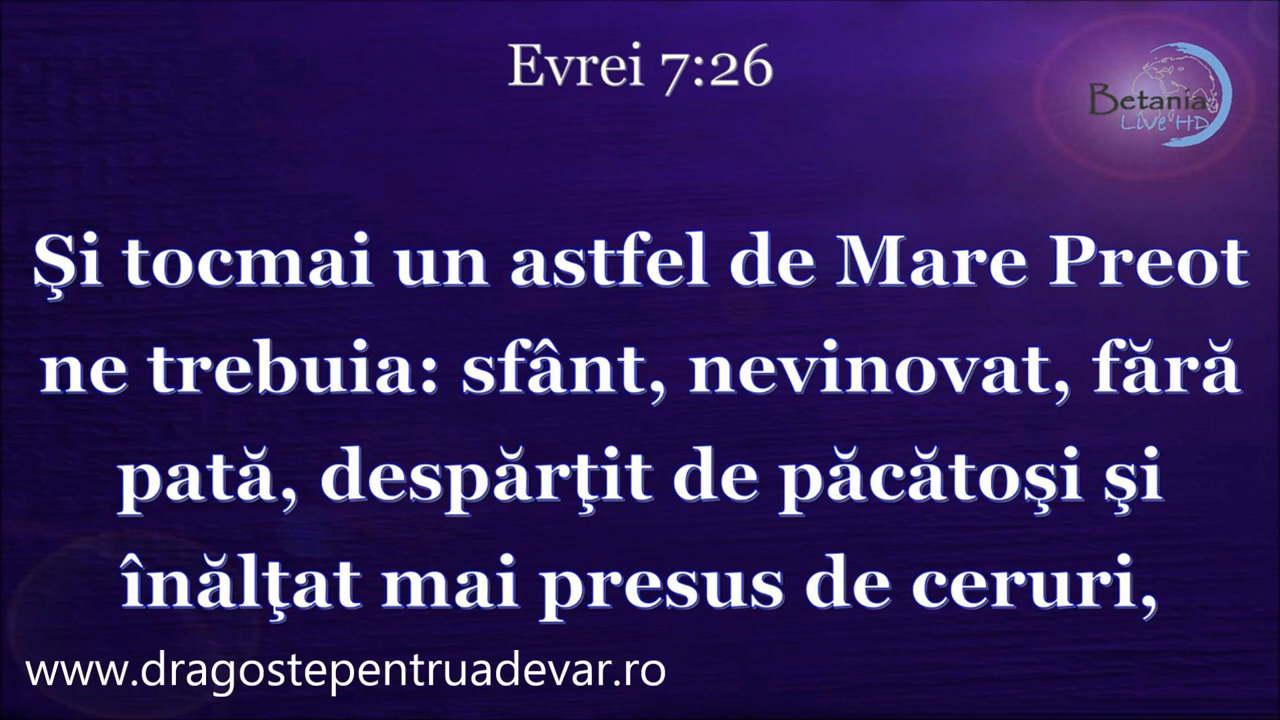 Evrei 7:26
Betania
Live HD
Şi tocmai un astfel de Mare Preot
ne trebuia: sfânt, nevinovat, fără
pată, despărţit de păcătoşi şi
înălţat mai presus de ceruri,
www.dragostepentruadevar.ro